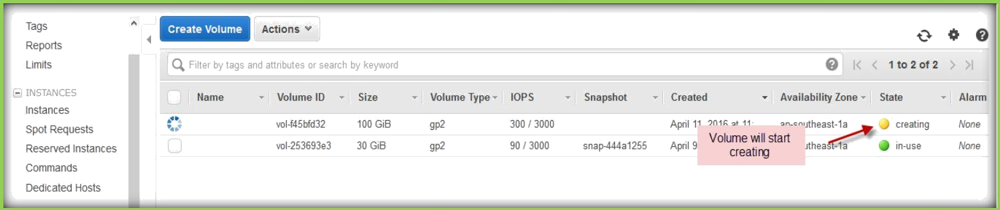 Tags
Reports
Limits
INSTANCES
Instances
Spot Requests
Reserved Instances
Commands
Dedicated Hosts
Create Volume Actions
Filter by tags and attributes or search by keyword
1 to 2 of 2
Name Volume ID Size Volume Type IOPS Snapshot Created Availability Zone State Alarm
vol-f45bfd32 100 GiB gp2 300 / 3000 April 11, 2016 at 11: ap-southeast-1a creating None
vol-253693e3 30 GiB gp2 90 / 3000 snap-444a1255 April 9 utheast-1a in-use None
Volume will start
creating